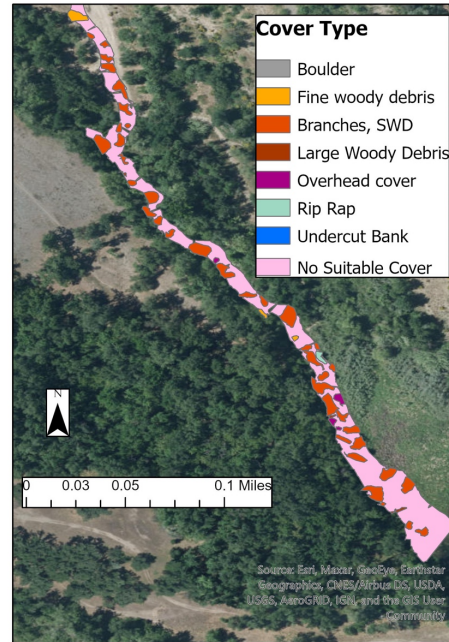 Cover Type
Boulder
Fine woody debris
Branches, SWD
Large Woody Debris
Overhead cover
Rip Rap
Undercut Bank
No Suitable Cover
N
0 0.03 0.05 0.1 Miles
Source: Esri, Maxar, GeoEye, Earthstar
Geographics, CNES/Airbus DS, USDA,
USGS, AeroGRID, IGN, and the GIS User
Community